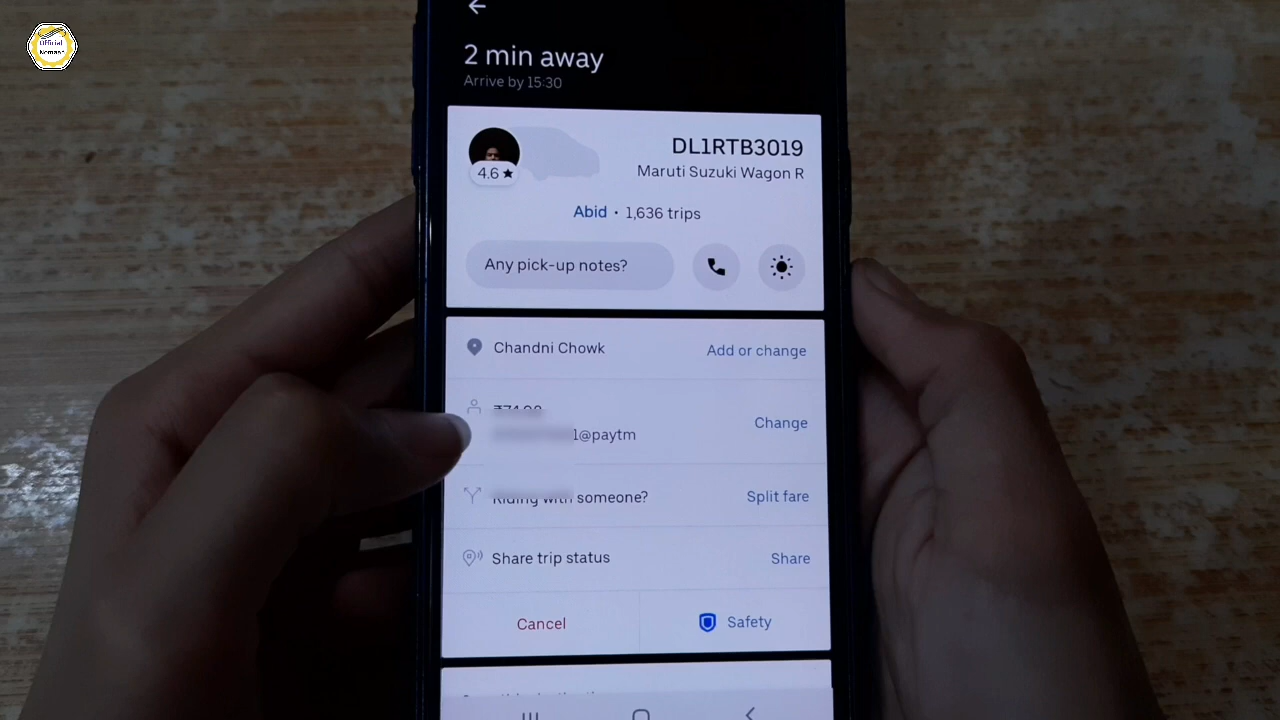 Official
2 min away
Arrive by 15:30
DL1RTB3019
4.6 ★
Maruti Suzuki Wagon R
Abid • 1,636 trips
Any pick-up notes?
Chandni Chowk
Add or change
1@paytm
Change
Riding with someone?
Split fare
Share trip status
Share
Cancel
Safety